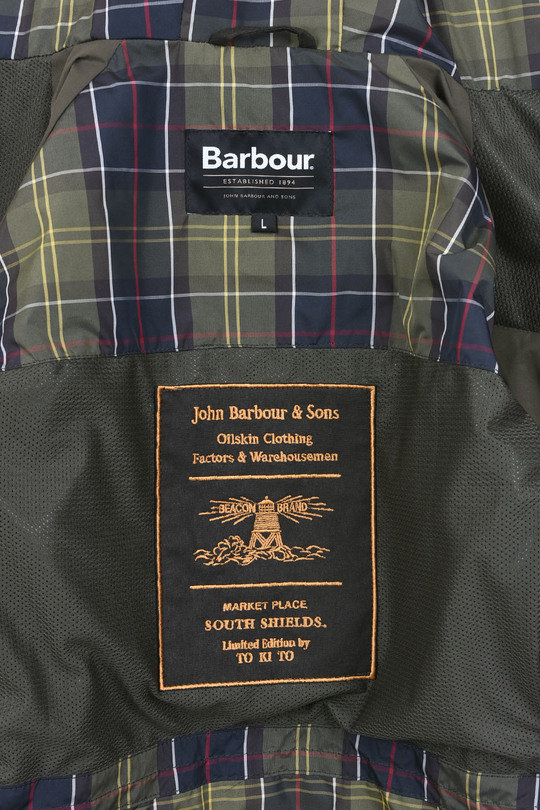 Barbour.
ESTABLISHED 1894
JOHN BARBOUR AND SONS
L
John Barbour & Sons
Oilskin Clothing
Factors & Warehousemen
BEACON BRAND
MARKET PLACE
SOUTH SHIELDS.
Limited Edition by
TO KI TO